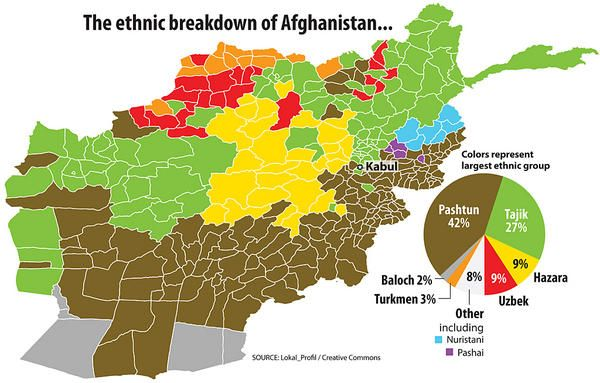 The ethnic breakdown of Afghanistan...
Kabul
Colors represent
largest ethnic group
Pashtun
42%
Tajik
27%
9%
Hazara
9%
Uzbek
8%
Other
including
Nuristani
Pashai
Baloch 2%
Turkmen 3%
SOURCE: Lokal_Profil / Creative Commons